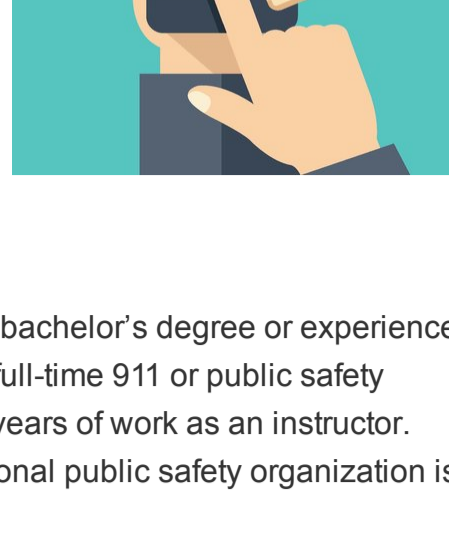 bachelor’s degree or experience
full-time 911 or public safety
years of work as an instructor.
onal public safety organization is